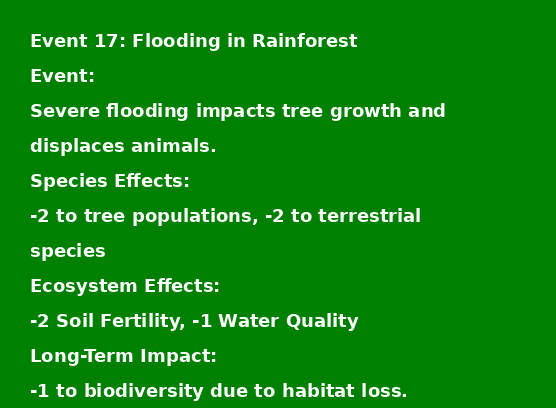 Event 17: Flooding in Rainforest
Event:
Severe flooding impacts tree growth and
displaces animals.
Species Effects:
-2 to tree populations, -2 to terrestrial
species
Ecosystem Effects:
-2 Soil Fertility, -1 Water Quality
Long-Term Impact:
-1 to biodiversity due to habitat loss.